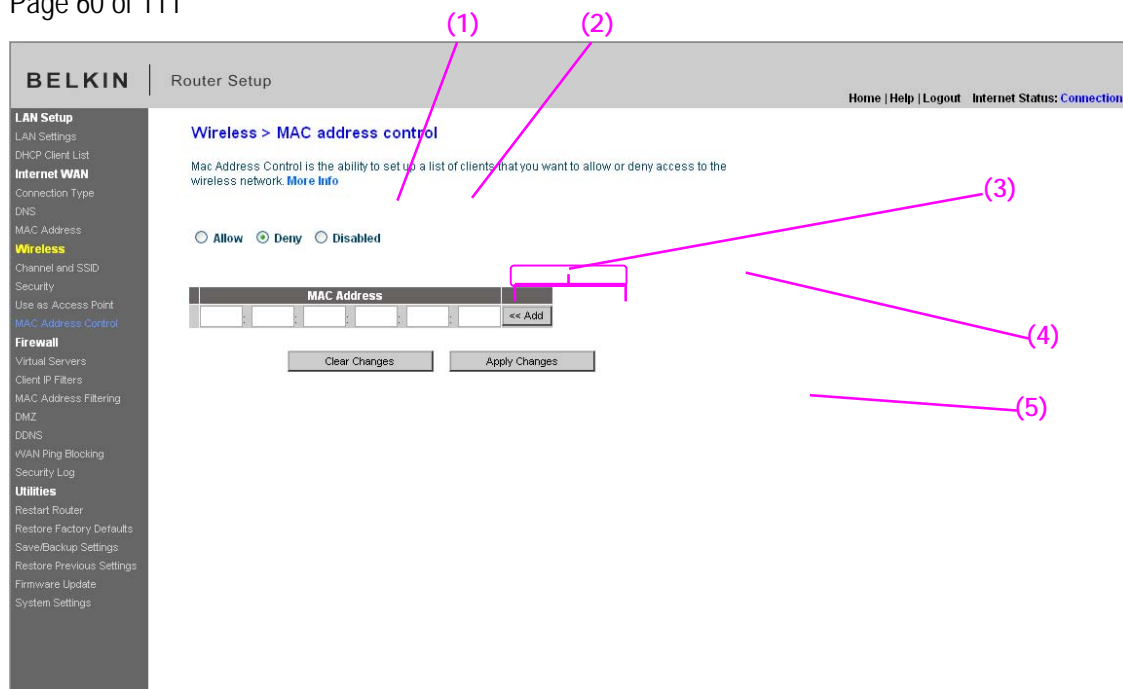 Page 60 of 111
(1)
(2)
BELKIN
Router Setup
Home | Help | Logout Internet Status: Connection
LAN Setup
LAN Settings
DHCP Client List
Internet WAN
Connection Type
DNS
MAC Address
Wireless
Channel and SSID
Security
Use as Access Point
MAC Address Control
Firewall
Virtual Servers
Client IP Filters
MAC Address Filtering
DMZ
DDNS
WAN Ping Blocking
Security Log
Utilities
Restart Router
Restore Factory Defaults
Save/Backup Settings
Restore Previous Settings
Firmware Update
System Settings
Wireless > MAC address control
Mac Address Control is the ability to set up a list of clients that you want to allow or deny access to the
wireless network. More Info
Allow Deny Disabled
MAC Address
: : : : : << Add
Clear Changes Apply Changes
(3)
(4)
(5)